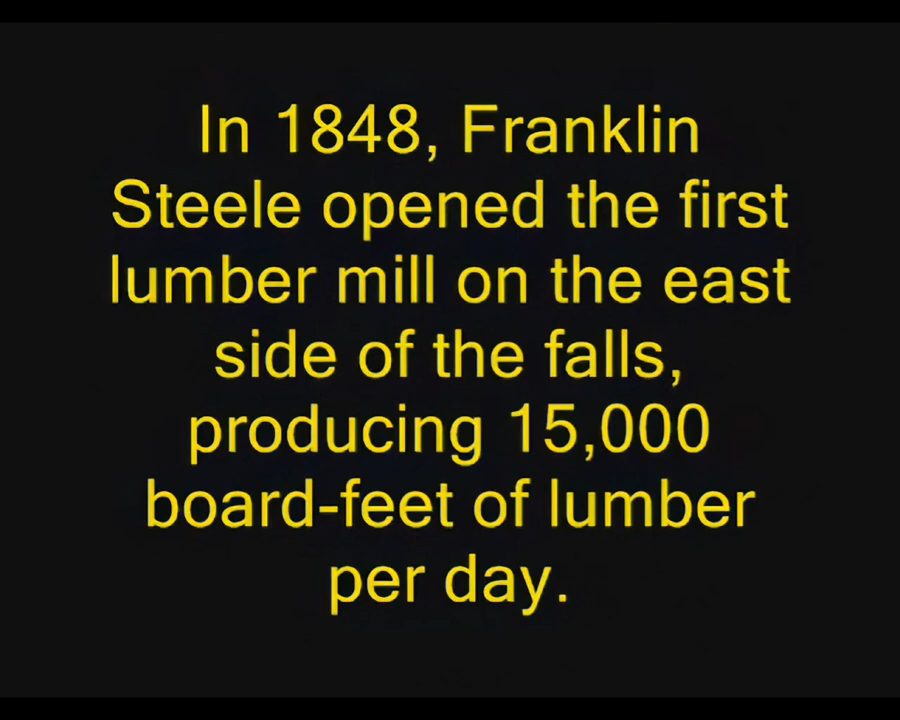 In 1848, Franklin
Steele opened the first
lumber mill on the east
side of the falls,
producing 15,000
board-feet of lumber
per day.